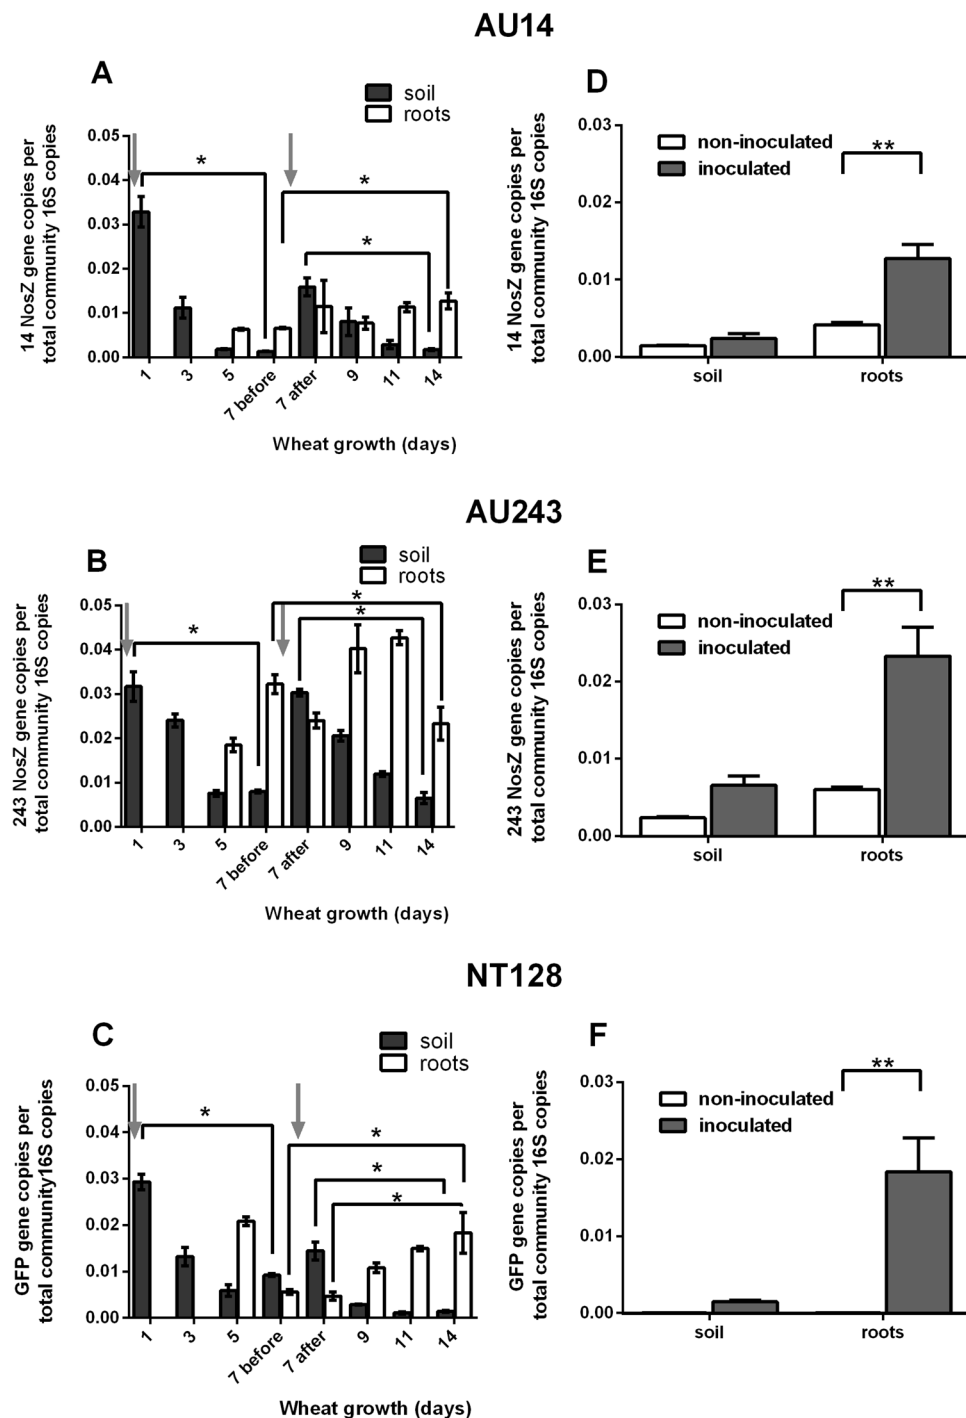 AU14
A
soil
roots
14 NosZ gene copies per
total community 16S copies
0.05
0.04
0.03
0.02
0.01
0.00
*
*
*
1
3
5
7 before
7 after
9
11
14
Wheat growth (days)
D
non-inoculated
inoculated
14 NosZ gene copies per
total community 16S copies
0.03
0.02
0.01
0.00
**
soil
roots
AU243
B
soil
roots
243 NosZ gene copies per
total community 16S copies
0.05
0.04
0.03
0.02
0.01
0.00
*
*
*
1
3
5
7 before
7 after
9
11
14
Wheat growth (days)
E
non-inoculated
inoculated
243 NosZ gene copies per
total community 16S copies
0.03
0.02
0.01
0.00
**
soil
roots
NT128
C
soil
roots
GFP gene copies per
total community16S copies
0.05
0.04
0.03
0.02
0.01
0.00
*
*
*
*
1
3
5
7 before
7 after
9
11
14
Wheat growth (days)
F
non-inoculated
inoculated
GFP gene copies per
total community 16S copies
0.03
0.02
0.01
0.00
**
soil
roots